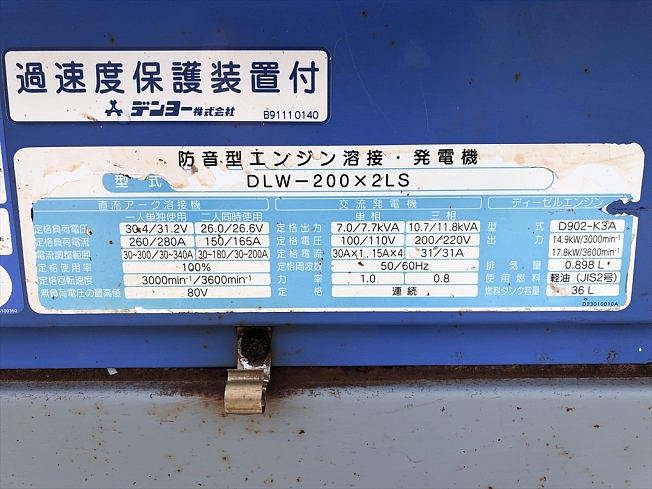 過速度保護装置付
デンヨー株式会社 B91110140
防音型エンジン溶接・発電機
型式 DLW-200×2LS
直流アーク溶接機 交流発電機 ディーゼルエンジン
一人単独使用 二人同時使用 単相 三相
定格負荷電圧 30.4/31.2V 26.0/26.6V 定格出力 7.0/7.7kVA 10.7/11.8kVA 型式 D902-K3A
定格負荷電流 260/280A 150/165A 定格電圧 100/110V 200/220V 出力 14.9kW/3000min⁻¹
電流調整範囲 30-300/30-340A 30-180/30-200A 定格電流 30A×1, 15A×4 31/31A 17.8kW/3600min⁻¹
定格使用率 100% 定格周波数 50/60Hz 排気量 0.898L
定格回転速度 3000min⁻¹/3600min⁻¹ 力率 1.0 0.8 使用燃料 軽油(JIS2号)
無負荷電圧の最高値 80V 定格 連続 燃料タンク容量 36L
D23010010A